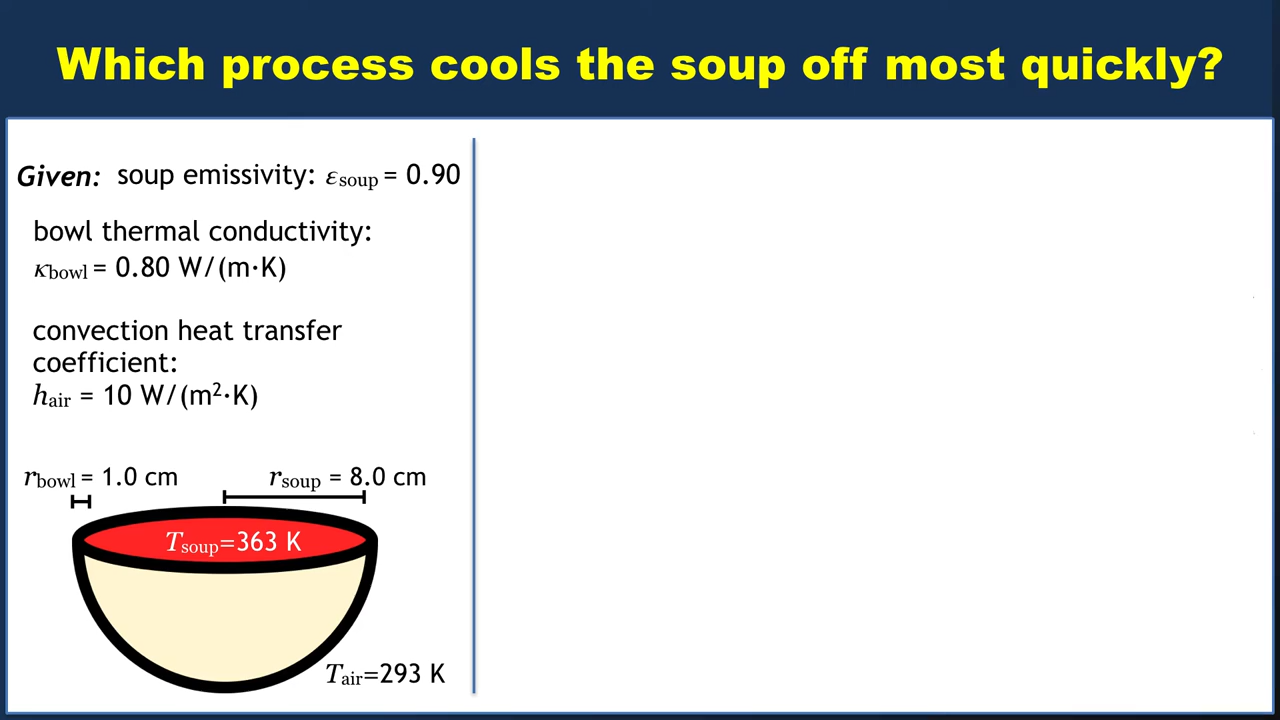 Which process cools the soup off most quickly?
Given: soup emissivity: εsoup = 0.90
bowl thermal conductivity:
κbowl = 0.80 W/(m·K)
convection heat transfer
coefficient:
hair = 10 W/(m²·K)
rbowl = 1.0 cm
rsoup = 8.0 cm
Tsoup=363 K
Tair=293 K